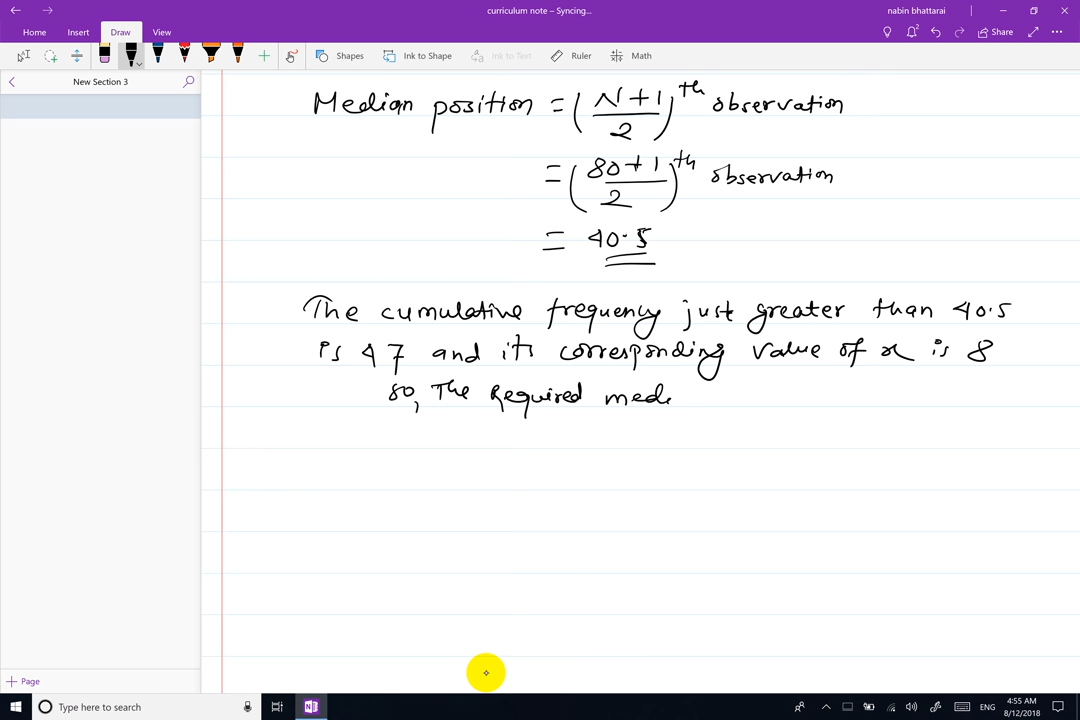 curriculum note – Syncing...
nabin bhattarai
Home Insert Draw View
Share
Shapes Ink to Shape Ink to Text Ruler Math
New Section 3
Median position = (N+1/2)th observation
= (80+1/2)th observation
= 40.5
The cumulative frequency just greater than 40.5
is 47 and its corresponding value of x is 8
So, The Required medi
Page
Type here to search
ENG
4:55 AM
8/12/2018